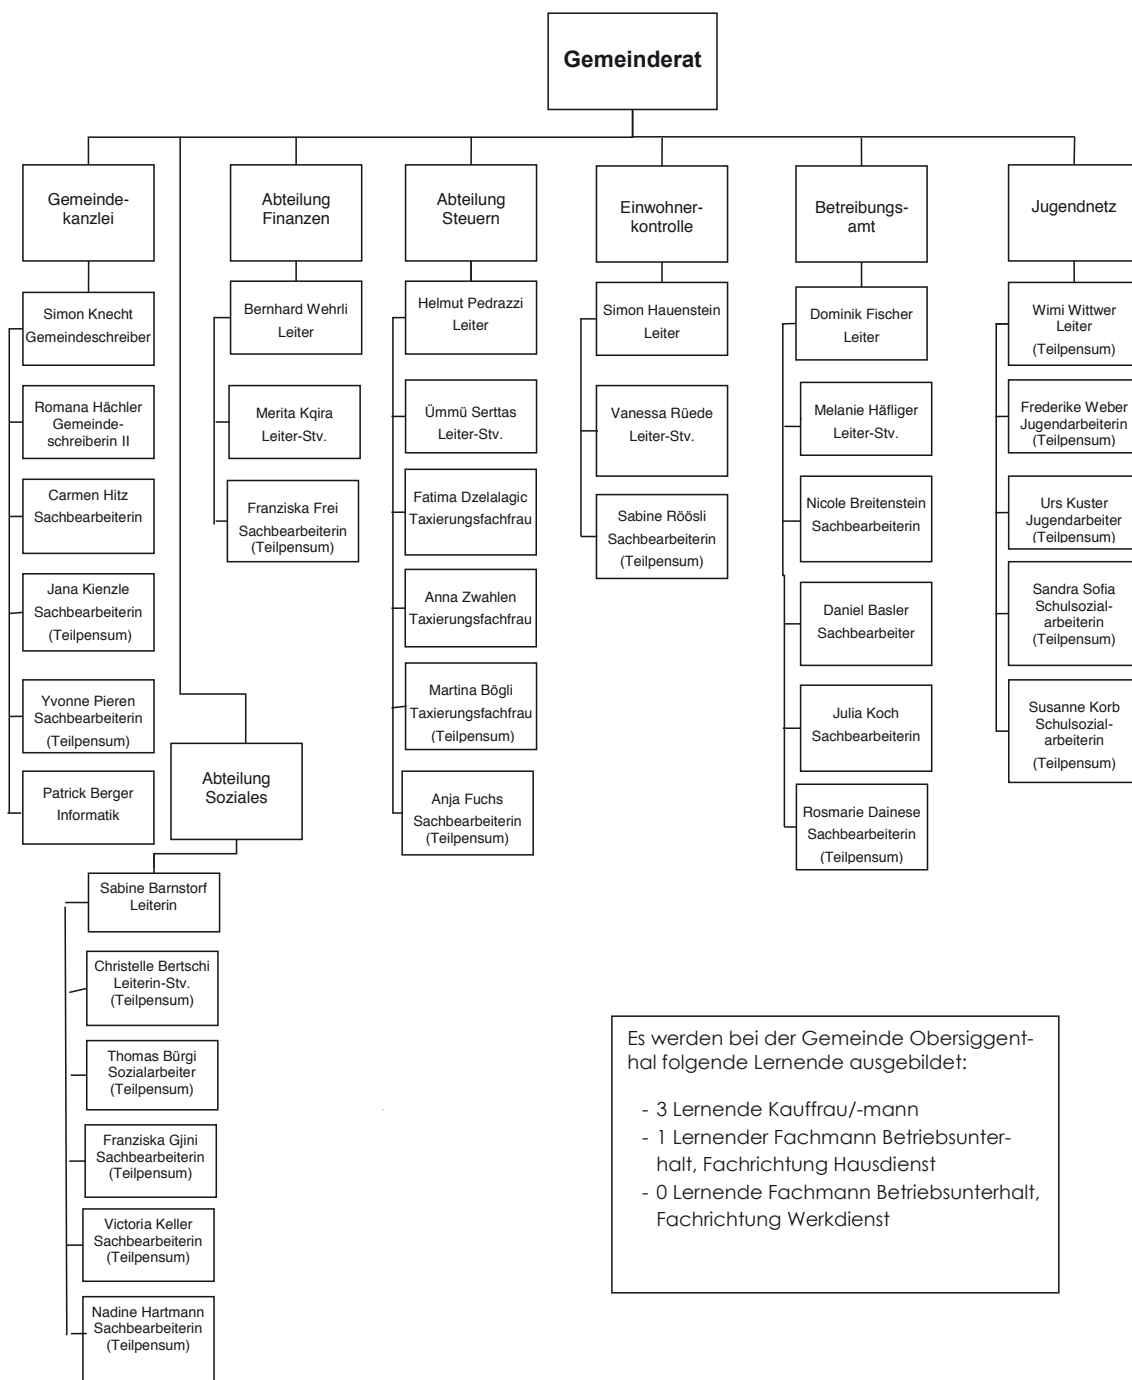 Gemeinderat
Gemeinde-
kanzlei
Simon Knecht
Gemeindeschreiber
Romana Hächler
Gemeinde-
schreiberin II
Carmen Hitz
Sachbearbeiterin
Jana Kienzle
Sachbearbeiterin
(Teilpensum)
Yvonne Pieren
Sachbearbeiterin
(Teilpensum)
Patrick Berger
Informatik
Abteilung
Soziales
Sabine Barnstorf
Leiterin
Christelle Bertschi
Leiterin-Stv.
(Teilpensum)
Thomas Bürgi
Sozialarbeiter
(Teilpensum)
Franziska Gjini
Sachbearbeiterin
(Teilpensum)
Victoria Keller
Sachbearbeiterin
(Teilpensum)
Nadine Hartmann
Sachbearbeiterin
(Teilpensum)
Abteilung
Finanzen
Bernhard Wehrli
Leiter
Merita Kqira
Leiter-Stv.
Franziska Frei
Sachbearbeiterin
(Teilpensum)
Abteilung
Steuern
Helmut Pedrazzi
Leiter
Ümmü Serttas
Leiter-Stv.
Fatima Dzelalagic
Taxierungsfachfrau
Anna Zwahlen
Taxierungsfachfrau
Martina Bögli
Taxierungsfachfrau
(Teilpensum)
Anja Fuchs
Sachbearbeiterin
(Teilpensum)
Einwohner-
kontrolle
Simon Hauenstein
Leiter
Vanessa Rüede
Leiter-Stv.
Sabine Röösli
Sachbearbeiterin
(Teilpensum)
Betreibungs-
amt
Dominik Fischer
Leiter
Melanie Häfliger
Leiter-Stv.
Nicole Breitenstein
Sachbearbeiterin
Daniel Basler
Sachbearbeiter
Julia Koch
Sachbearbeiterin
Rosmarie Dainese
Sachbearbeiterin
(Teilpensum)
Jugendnetz
Wimi Wittwer
Leiter
(Teilpensum)
Frederike Weber
Jugendarbeiterin
(Teilpensum)
Urs Kuster
Jugendarbeiter
(Teilpensum)
Sandra Sofia
Schulsozial-
arbeiterin
(Teilpensum)
Susanne Korb
Schulsozial-
arbeiterin
(Teilpensum)
Es werden bei der Gemeinde Obersiggent-
hal folgende Lernende ausgebildet:
- 3 Lernende Kauffrau/-mann
- 1 Lernender Fachmann Betriebsunter-
halt, Fachrichtung Hausdienst
- 0 Lernende Fachmann Betriebsunterhalt,
Fachrichtung Werkdienst